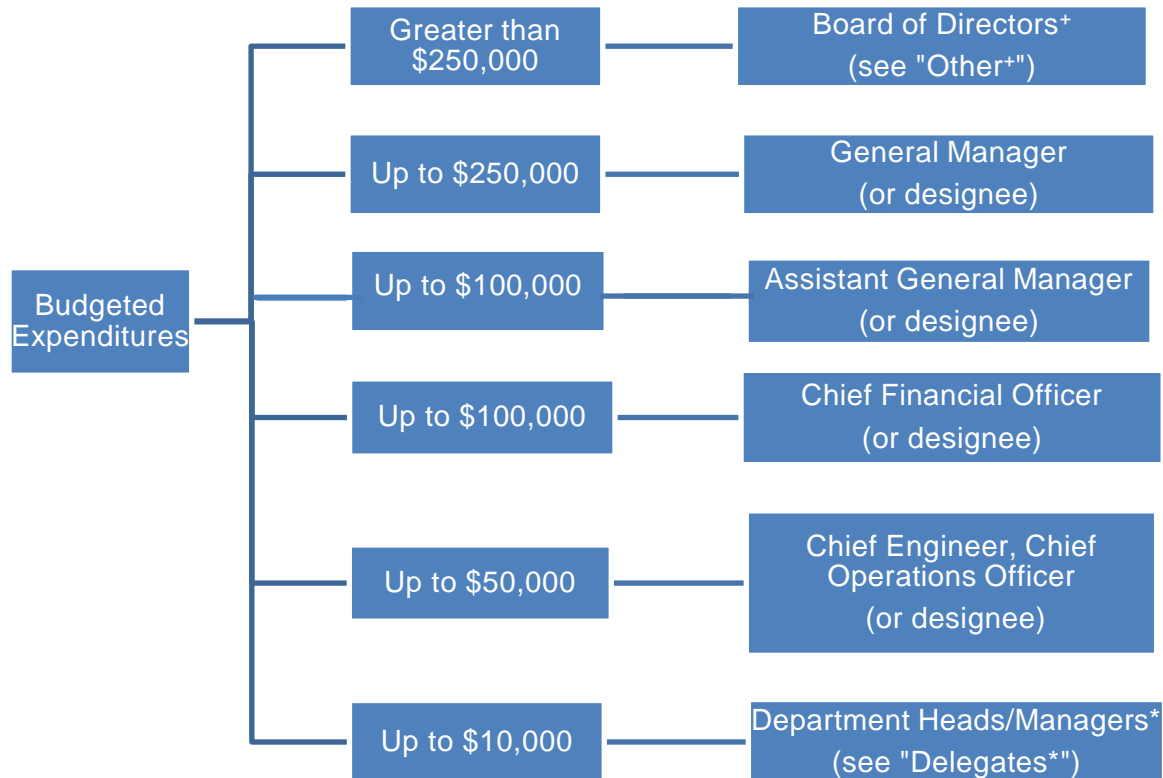 Greater than
$250,000
Board of Directors⁺
(see "Other⁺")
Up to $250,000
General Manager
(or designee)
Budgeted
Expenditures
Up to $100,000
Assistant General Manager
(or designee)
Up to $100,000
Chief Financial Officer
(or designee)
Up to $50,000
Chief Engineer, Chief
Operations Officer
(or designee)
Up to $10,000
Department Heads/Managers*
(see "Delegates*")